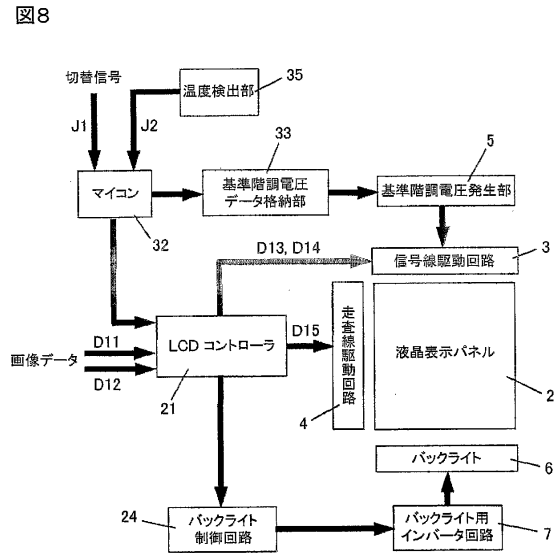 図8
切替信号
温度検出部
35
J1
J2
33
5
マイコン
基準階調電圧
データ格納部
基準階調電圧発生部
32
D13, D14
3
信号線駆動回路
D11
画像データ
D12
LCD コントローラ
D15
走査線駆動回路
液晶表示パネル
21
4
2
バックライト
6
24
バックライト
制御回路
バックライト用
インバータ回路
7